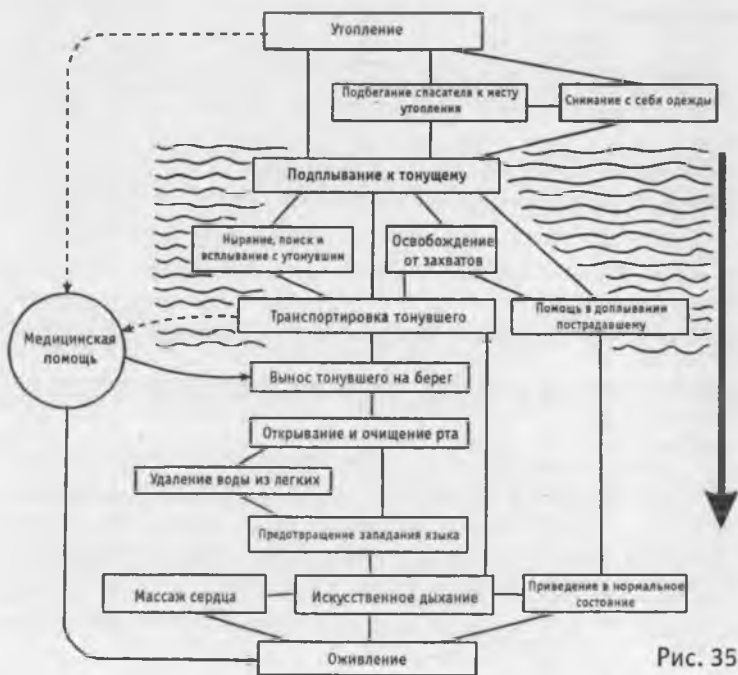 Утопление
Подбегание спасателя к месту
утопления
Снимание с себя одежды
Подплывание к тонущему
Ныряние, поиск и
всплывание с утонувшим
Освобождение
от захватов
Транспортировка тонувшего
Помощь в доплывании
пострадавшему
Медицинская
помощь
Вынос тонувшего на берег
Открывание и очищение рта
Удаление воды из легких
Предотвращение западания языка
Массаж сердца
Искусственное дыхание
Приведение в нормальное
состояние
Оживление
Рис. 35